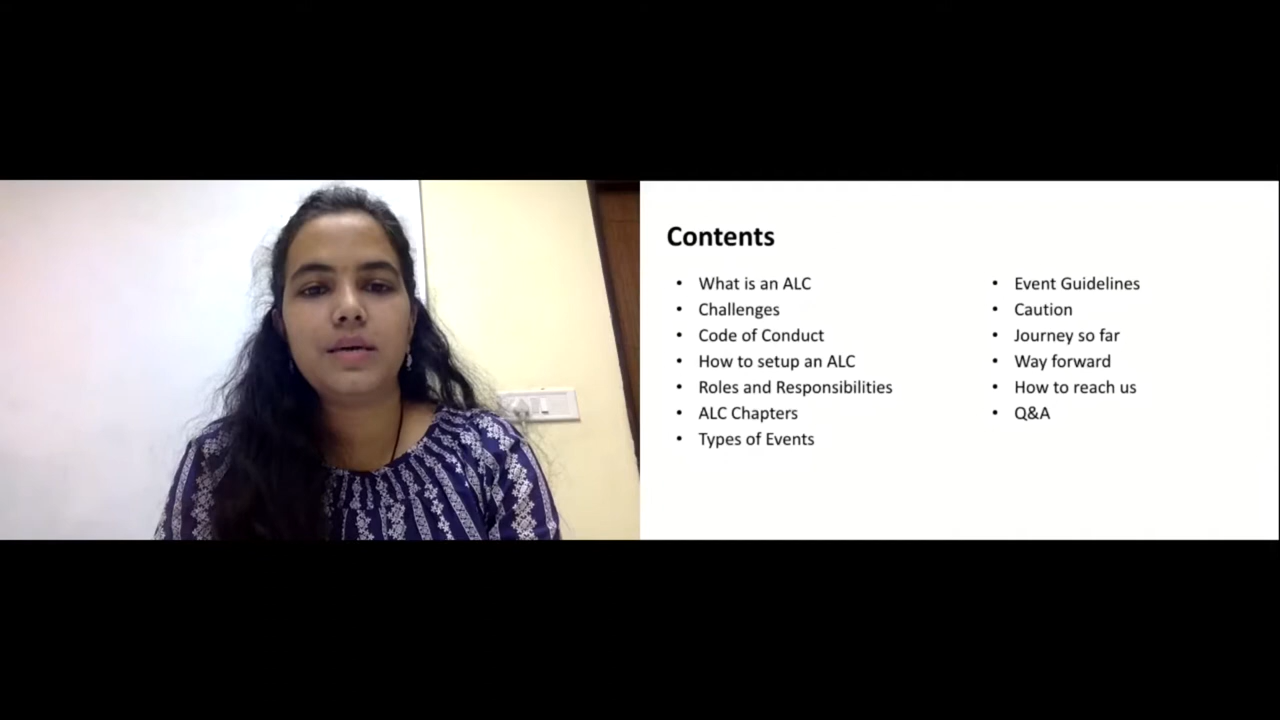 Contents
• What is an ALC
• Challenges
• Code of Conduct
• How to setup an ALC
• Roles and Responsibilities
• ALC Chapters
• Types of Events
• Event Guidelines
• Caution
• Journey so far
• Way forward
• How to reach us
• Q&A